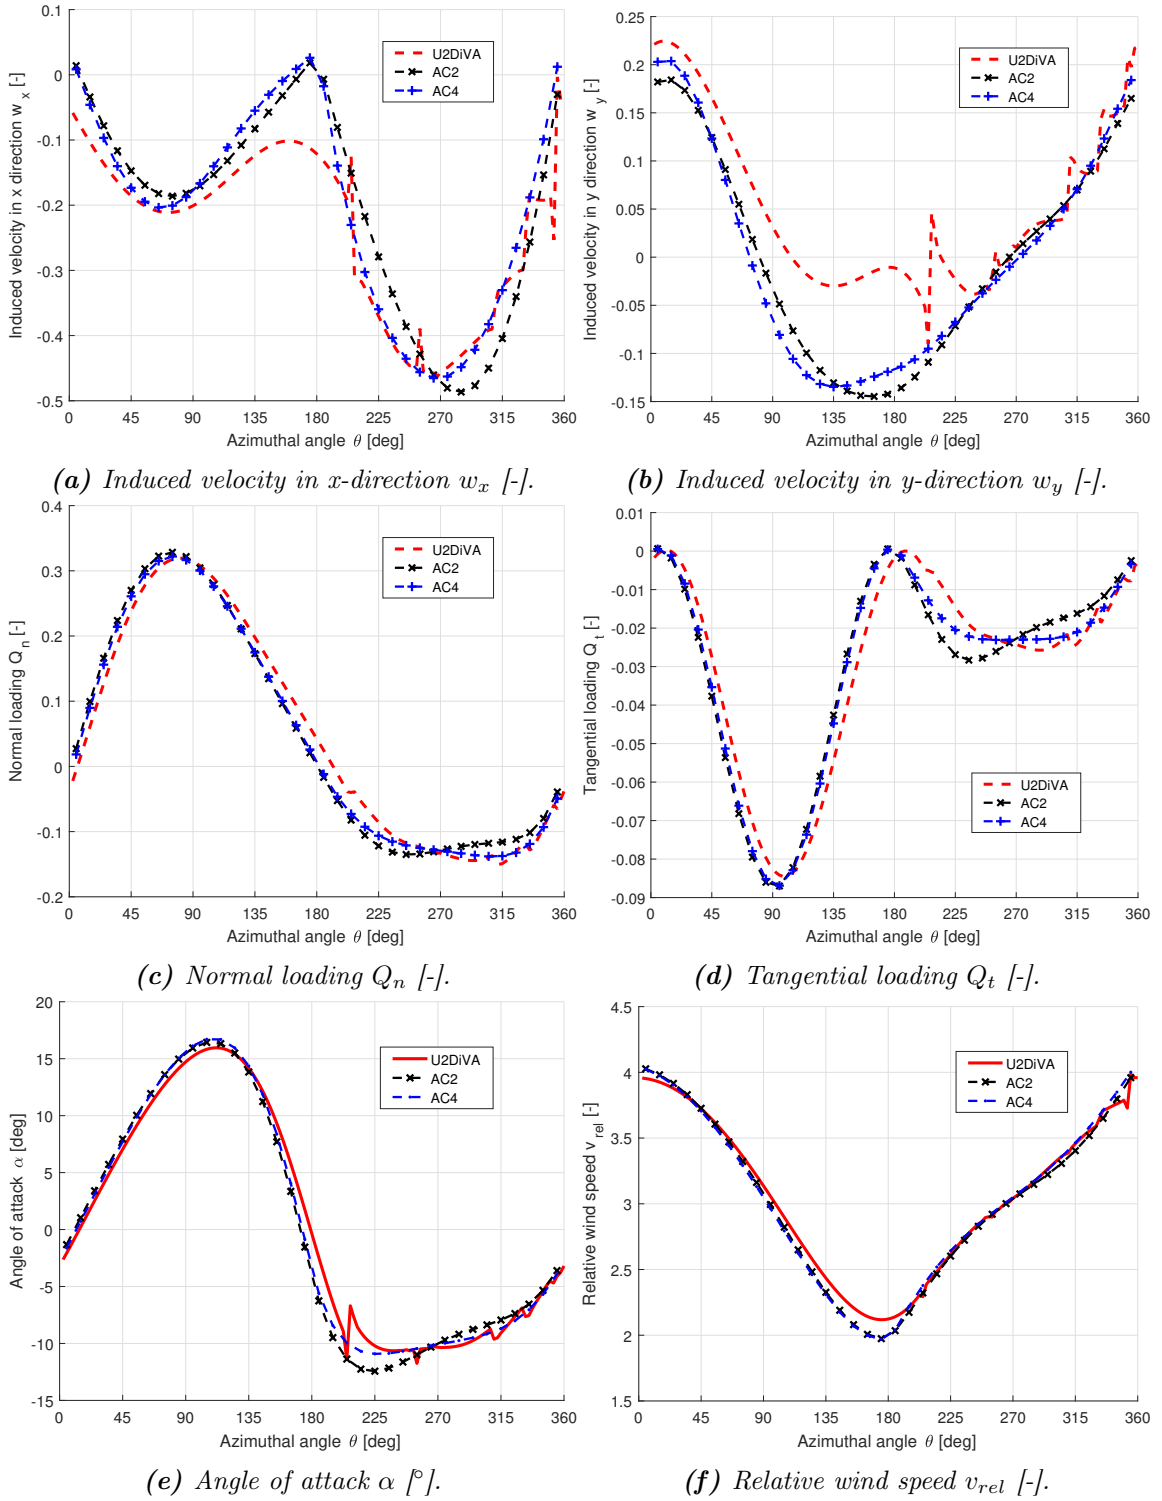 0.1
0
-0.1
-0.2
-0.3
-0.4
-0.5
0 45 90 135 180 225 270 315 360
Induced velocity in x direction w_x [-]
Azimuthal angle θ [deg]
U2DiVA
AC2
AC4
(a) Induced velocity in x-direction w_x [-].
0.25
0.2
0.15
0.1
0.05
0
-0.05
-0.1
-0.15
0 45 90 135 180 225 270 315 360
Induced velocity in y direction w_y [-]
Azimuthal angle θ [deg]
U2DiVA
AC2
AC4
(b) Induced velocity in y-direction w_y [-].
0.4
0.3
0.2
0.1
0
-0.1
-0.2
0 45 90 135 180 225 270 315 360
Normal loading Q_n [-]
Azimuthal angle θ [deg]
U2DiVA
AC2
AC4
(c) Normal loading Q_n [-].
0.01
0
-0.01
-0.02
-0.03
-0.04
-0.05
-0.06
-0.07
-0.08
-0.09
0 45 90 135 180 225 270 315 360
Tangential loading Q_t [-]
Azimuthal angle θ [deg]
U2DiVA
AC2
AC4
(d) Tangential loading Q_t [-].
20
15
10
5
0
-5
-10
-15
0 45 90 135 180 225 270 315 360
Angle of attack α [deg]
Azimuthal angle θ [deg]
U2DiVA
AC2
AC4
(e) Angle of attack α [°].
4.5
4
3.5
3
2.5
2
1.5
0 45 90 135 180 225 270 315 360
Relative wind speed v_rel [-]
Azimuthal angle θ [deg]
U2DiVA
AC2
AC4
(f) Relative wind speed v_rel [-].